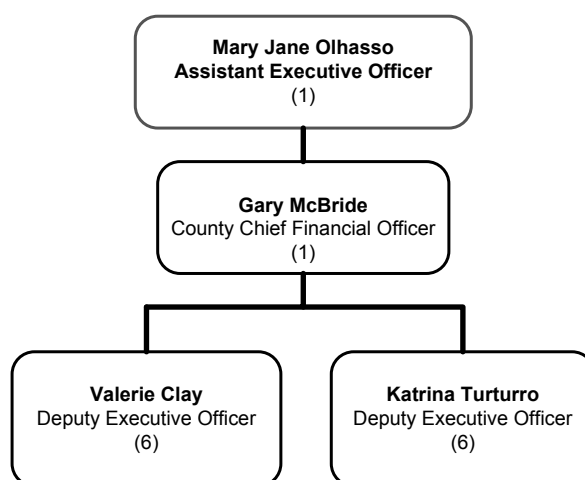 Mary Jane Olhasso
Assistant Executive Officer
(1)
Gary McBride
County Chief Financial Officer
(1)
Valerie Clay
Deputy Executive Officer
(6)
Katrina Turturro
Deputy Executive Officer
(6)